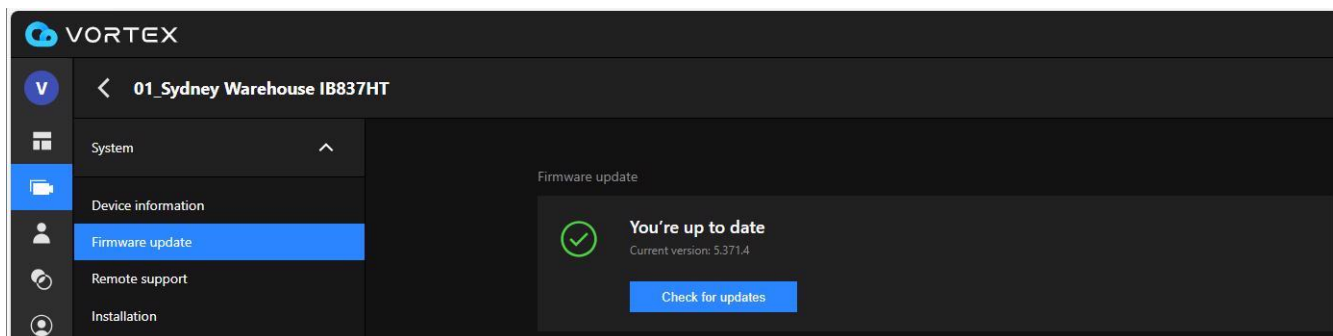 VORTEX
V
01_Sydney Warehouse IB837HT
System
Device information
Firmware update
Remote support
Installation
Firmware update
You're up to date
Current version: 5.371.4
Check for updates